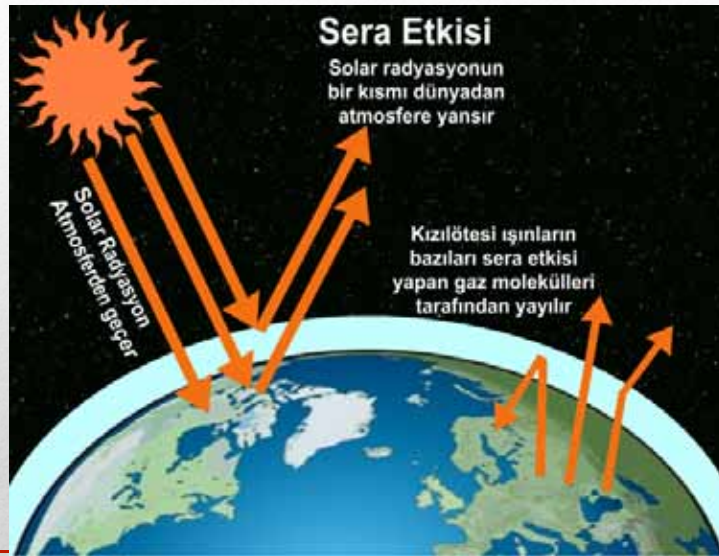 Sera Etkisi
Solar radyasyonun
bir kısmı dünyadan
atmosfere yansır
Solar Radyasyon
Atmosferden geçer
Kızılötesi ışınların
bazıları sera etkisi
yapan gaz molekülleri
tarafından yayılır